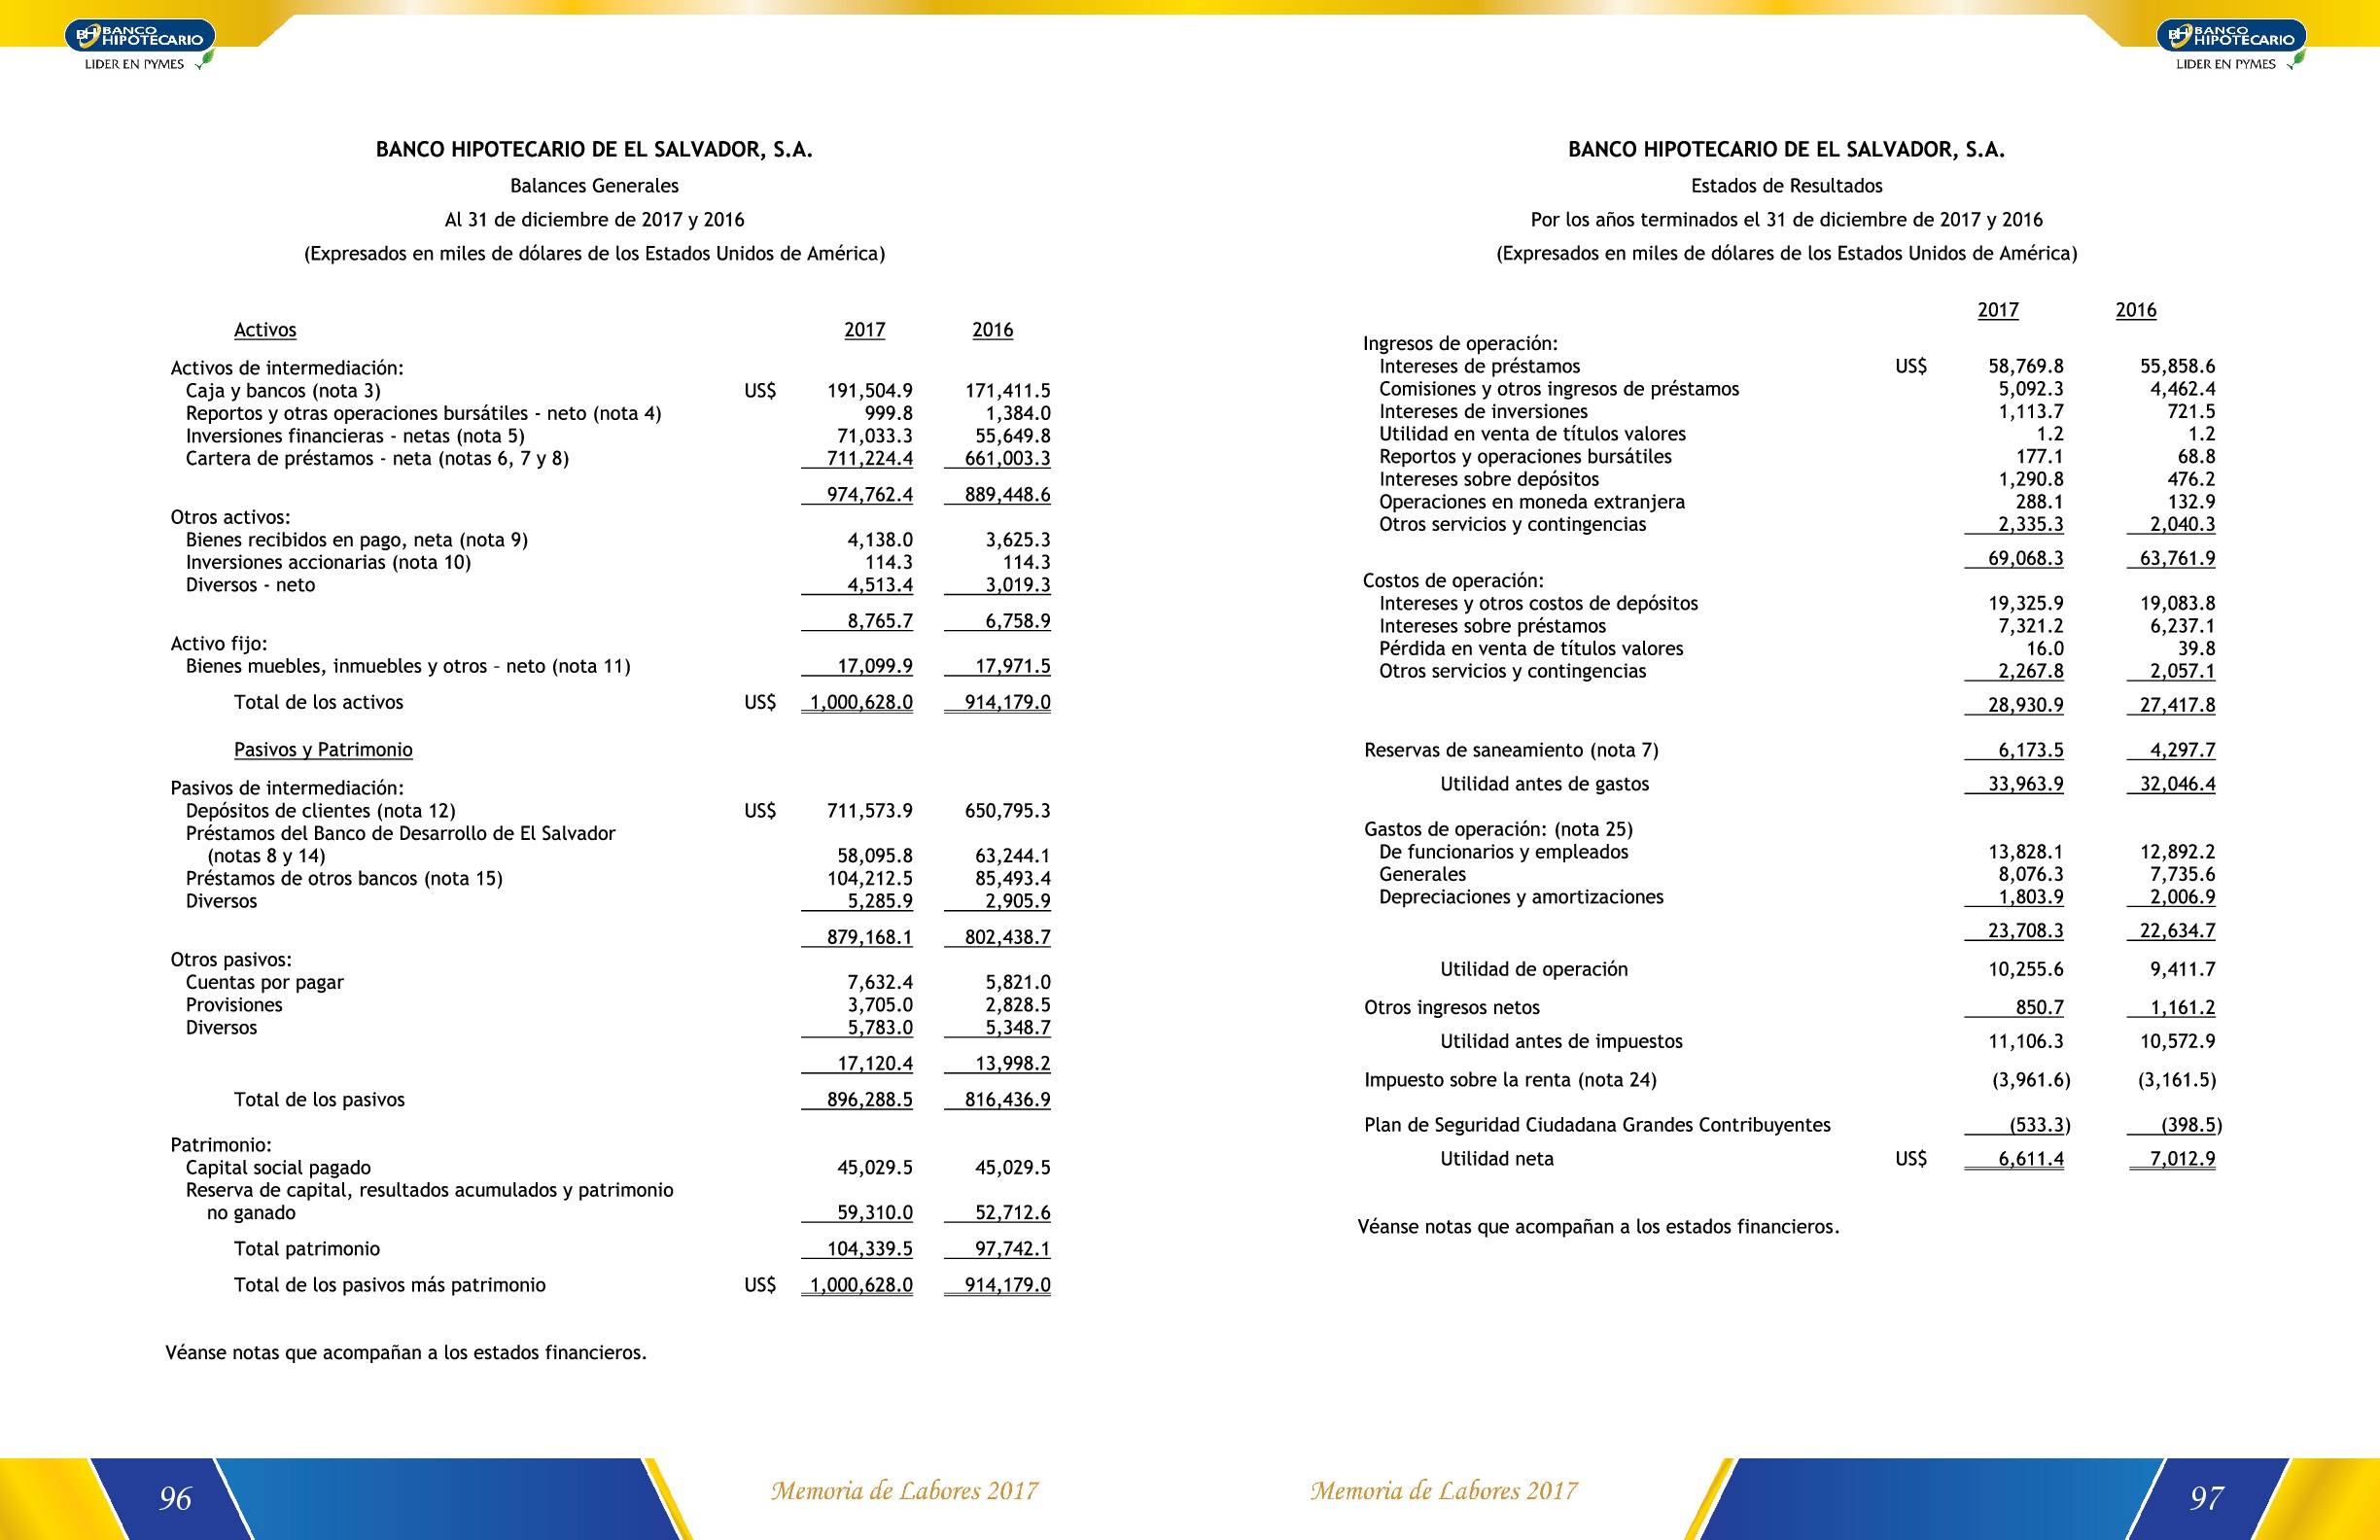 BH BANCO
HIPOTECARIO
LIDER EN PYMES
BANCO HIPOTECARIO DE EL SALVADOR, S.A.
Balances Generales
Al 31 de diciembre de 2017 y 2016
(Expresados en miles de dólares de los Estados Unidos de América)
Activos 2017 2016
Activos de intermediación:
Caja y bancos (nota 3) US$ 191,504.9 171,411.5
Reportos y otras operaciones bursátiles - neto (nota 4) 999.8 1,384.0
Inversiones financieras - netas (nota 5) 71,033.3 55,649.8
Cartera de préstamos - neta (notas 6, 7 y 8) 711,224.4 661,003.3
974,762.4 889,448.6
Otros activos:
Bienes recibidos en pago, neta (nota 9) 4,138.0 3,625.3
Inversiones accionarias (nota 10) 114.3 114.3
Diversos - neto 4,513.4 3,019.3
8,765.7 6,758.9
Activo fijo:
Bienes muebles, inmuebles y otros – neto (nota 11) 17,099.9 17,971.5
Total de los activos US$ 1,000,628.0 914,179.0
Pasivos y Patrimonio
Pasivos de intermediación:
Depósitos de clientes (nota 12) US$ 711,573.9 650,795.3
Préstamos del Banco de Desarrollo de El Salvador
(notas 8 y 14) 58,095.8 63,244.1
Préstamos de otros bancos (nota 15) 104,212.5 85,493.4
Diversos 5,285.9 2,905.9
879,168.1 802,438.7
Otros pasivos:
Cuentas por pagar 7,632.4 5,821.0
Provisiones 3,705.0 2,828.5
Diversos 5,783.0 5,348.7
17,120.4 13,998.2
Total de los pasivos 896,288.5 816,436.9
Patrimonio:
Capital social pagado 45,029.5 45,029.5
Reserva de capital, resultados acumulados y patrimonio
no ganado 59,310.0 52,712.6
Total patrimonio 104,339.5 97,742.1
Total de los pasivos más patrimonio US$ 1,000,628.0 914,179.0
Véanse notas que acompañan a los estados financieros.
96 Memoria de Labores 2017
BH BANCO
HIPOTECARIO
LIDER EN PYMES
BANCO HIPOTECARIO DE EL SALVADOR, S.A.
Estados de Resultados
Por los años terminados el 31 de diciembre de 2017 y 2016
(Expresados en miles de dólares de los Estados Unidos de América)
2017 2016
Ingresos de operación:
Intereses de préstamos US$ 58,769.8 55,858.6
Comisiones y otros ingresos de préstamos 5,092.3 4,462.4
Intereses de inversiones 1,113.7 721.5
Utilidad en venta de títulos valores 1.2 1.2
Reportos y operaciones bursátiles 177.1 68.8
Intereses sobre depósitos 1,290.8 476.2
Operaciones en moneda extranjera 288.1 132.9
Otros servicios y contingencias 2,335.3 2,040.3
69,068.3 63,761.9
Costos de operación:
Intereses y otros costos de depósitos 19,325.9 19,083.8
Intereses sobre préstamos 7,321.2 6,237.1
Pérdida en venta de títulos valores 16.0 39.8
Otros servicios y contingencias 2,267.8 2,057.1
28,930.9 27,417.8
Reservas de saneamiento (nota 7) 6,173.5 4,297.7
Utilidad antes de gastos 33,963.9 32,046.4
Gastos de operación: (nota 25)
De funcionarios y empleados 13,828.1 12,892.2
Generales 8,076.3 7,735.6
Depreciaciones y amortizaciones 1,803.9 2,006.9
23,708.3 22,634.7
Utilidad de operación 10,255.6 9,411.7
Otros ingresos netos 850.7 1,161.2
Utilidad antes de impuestos 11,106.3 10,572.9
Impuesto sobre la renta (nota 24) (3,961.6) (3,161.5)
Plan de Seguridad Ciudadana Grandes Contribuyentes (533.3) (398.5)
Utilidad neta US$ 6,611.4 7,012.9
Véanse notas que acompañan a los estados financieros.
Memoria de Labores 2017 97